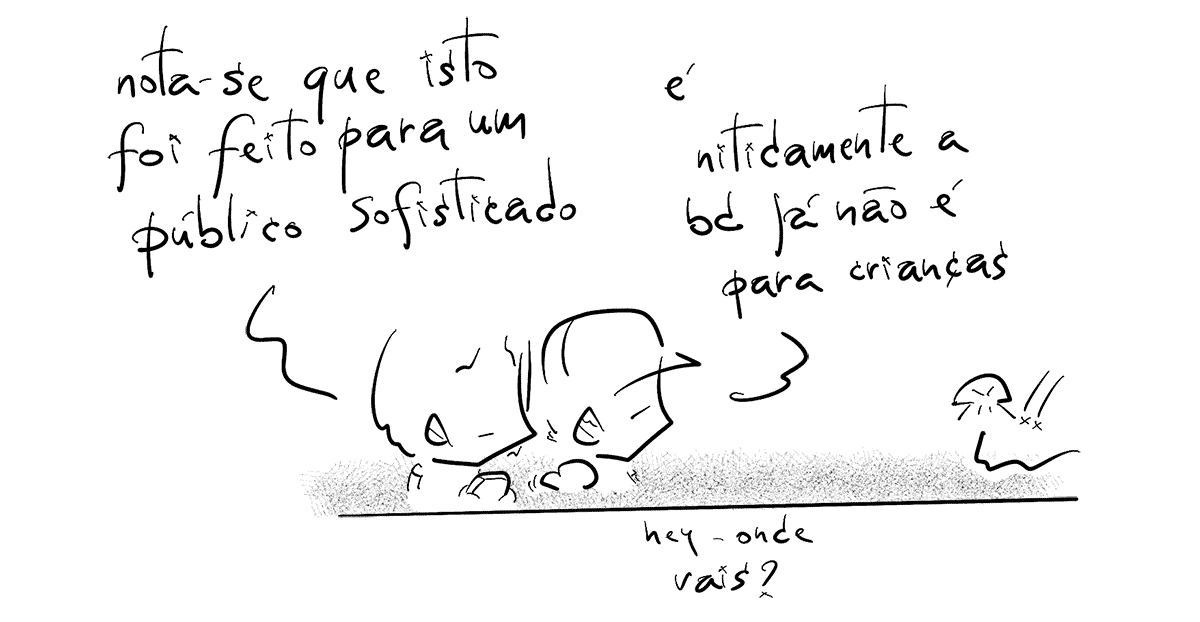 nota-se que isto
foi feito para um
público sofisticado
é
nitidamente a
bd já não é
para crianças
hey - onde
vais?